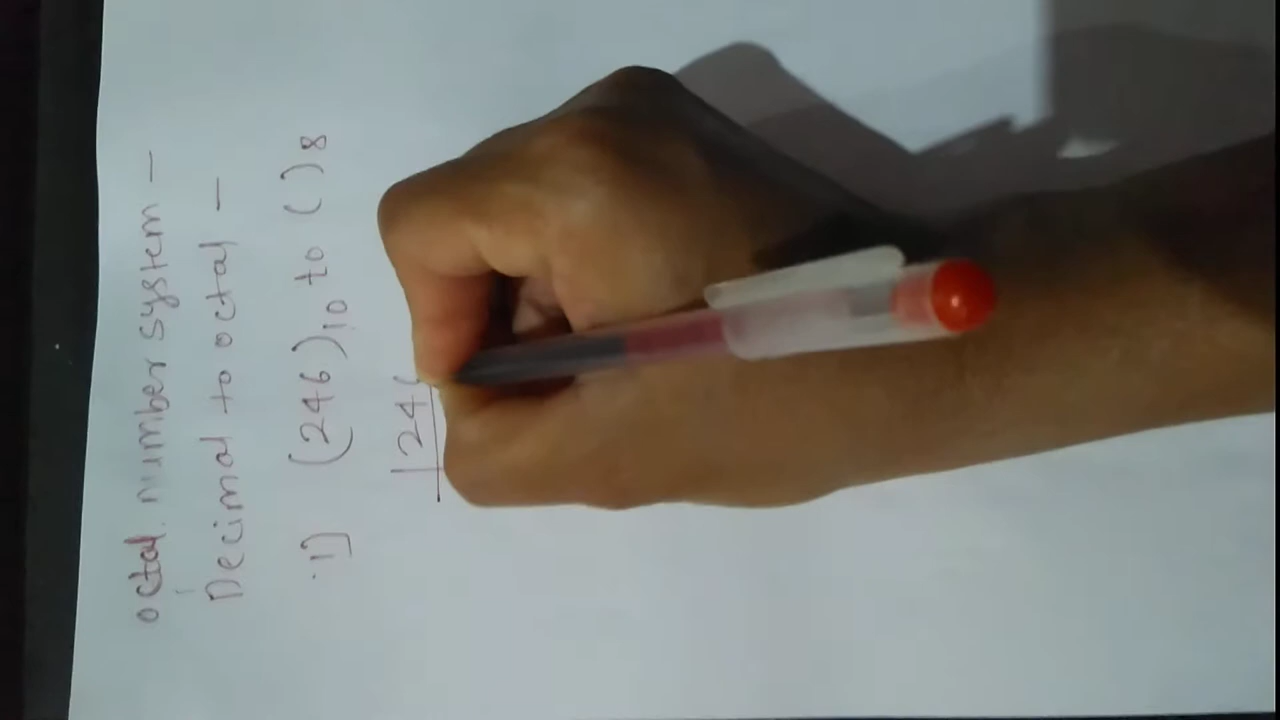 octal number system —
Decimal to octal —
1) (246)10 to ( )8
246